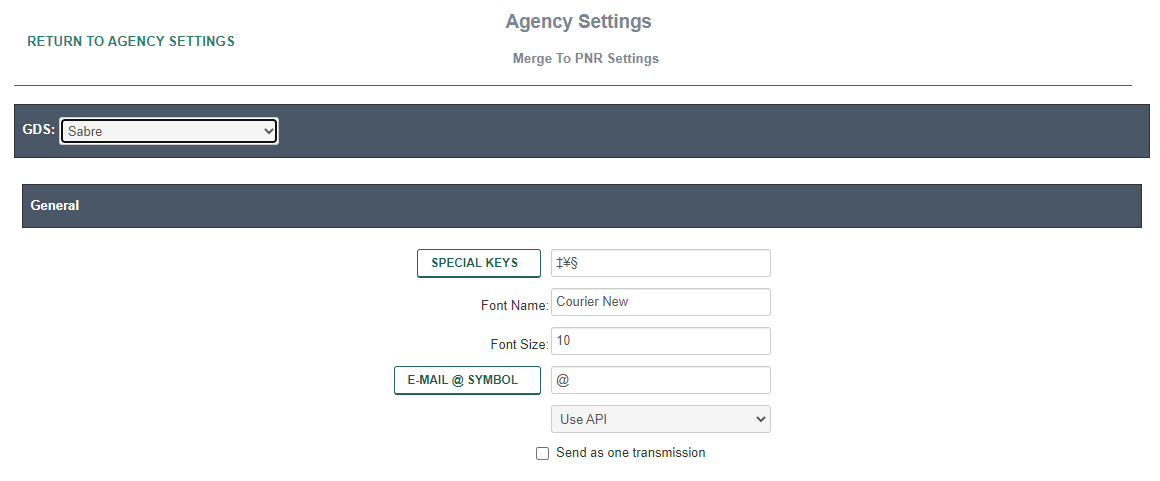 Agency Settings
RETURN TO AGENCY SETTINGS
Merge To PNR Settings
GDS: Sabre
General
SPECIAL KEYS ‡¥§
Font Name: Courier New
Font Size: 10
E-MAIL @ SYMBOL @
Use API
Send as one transmission